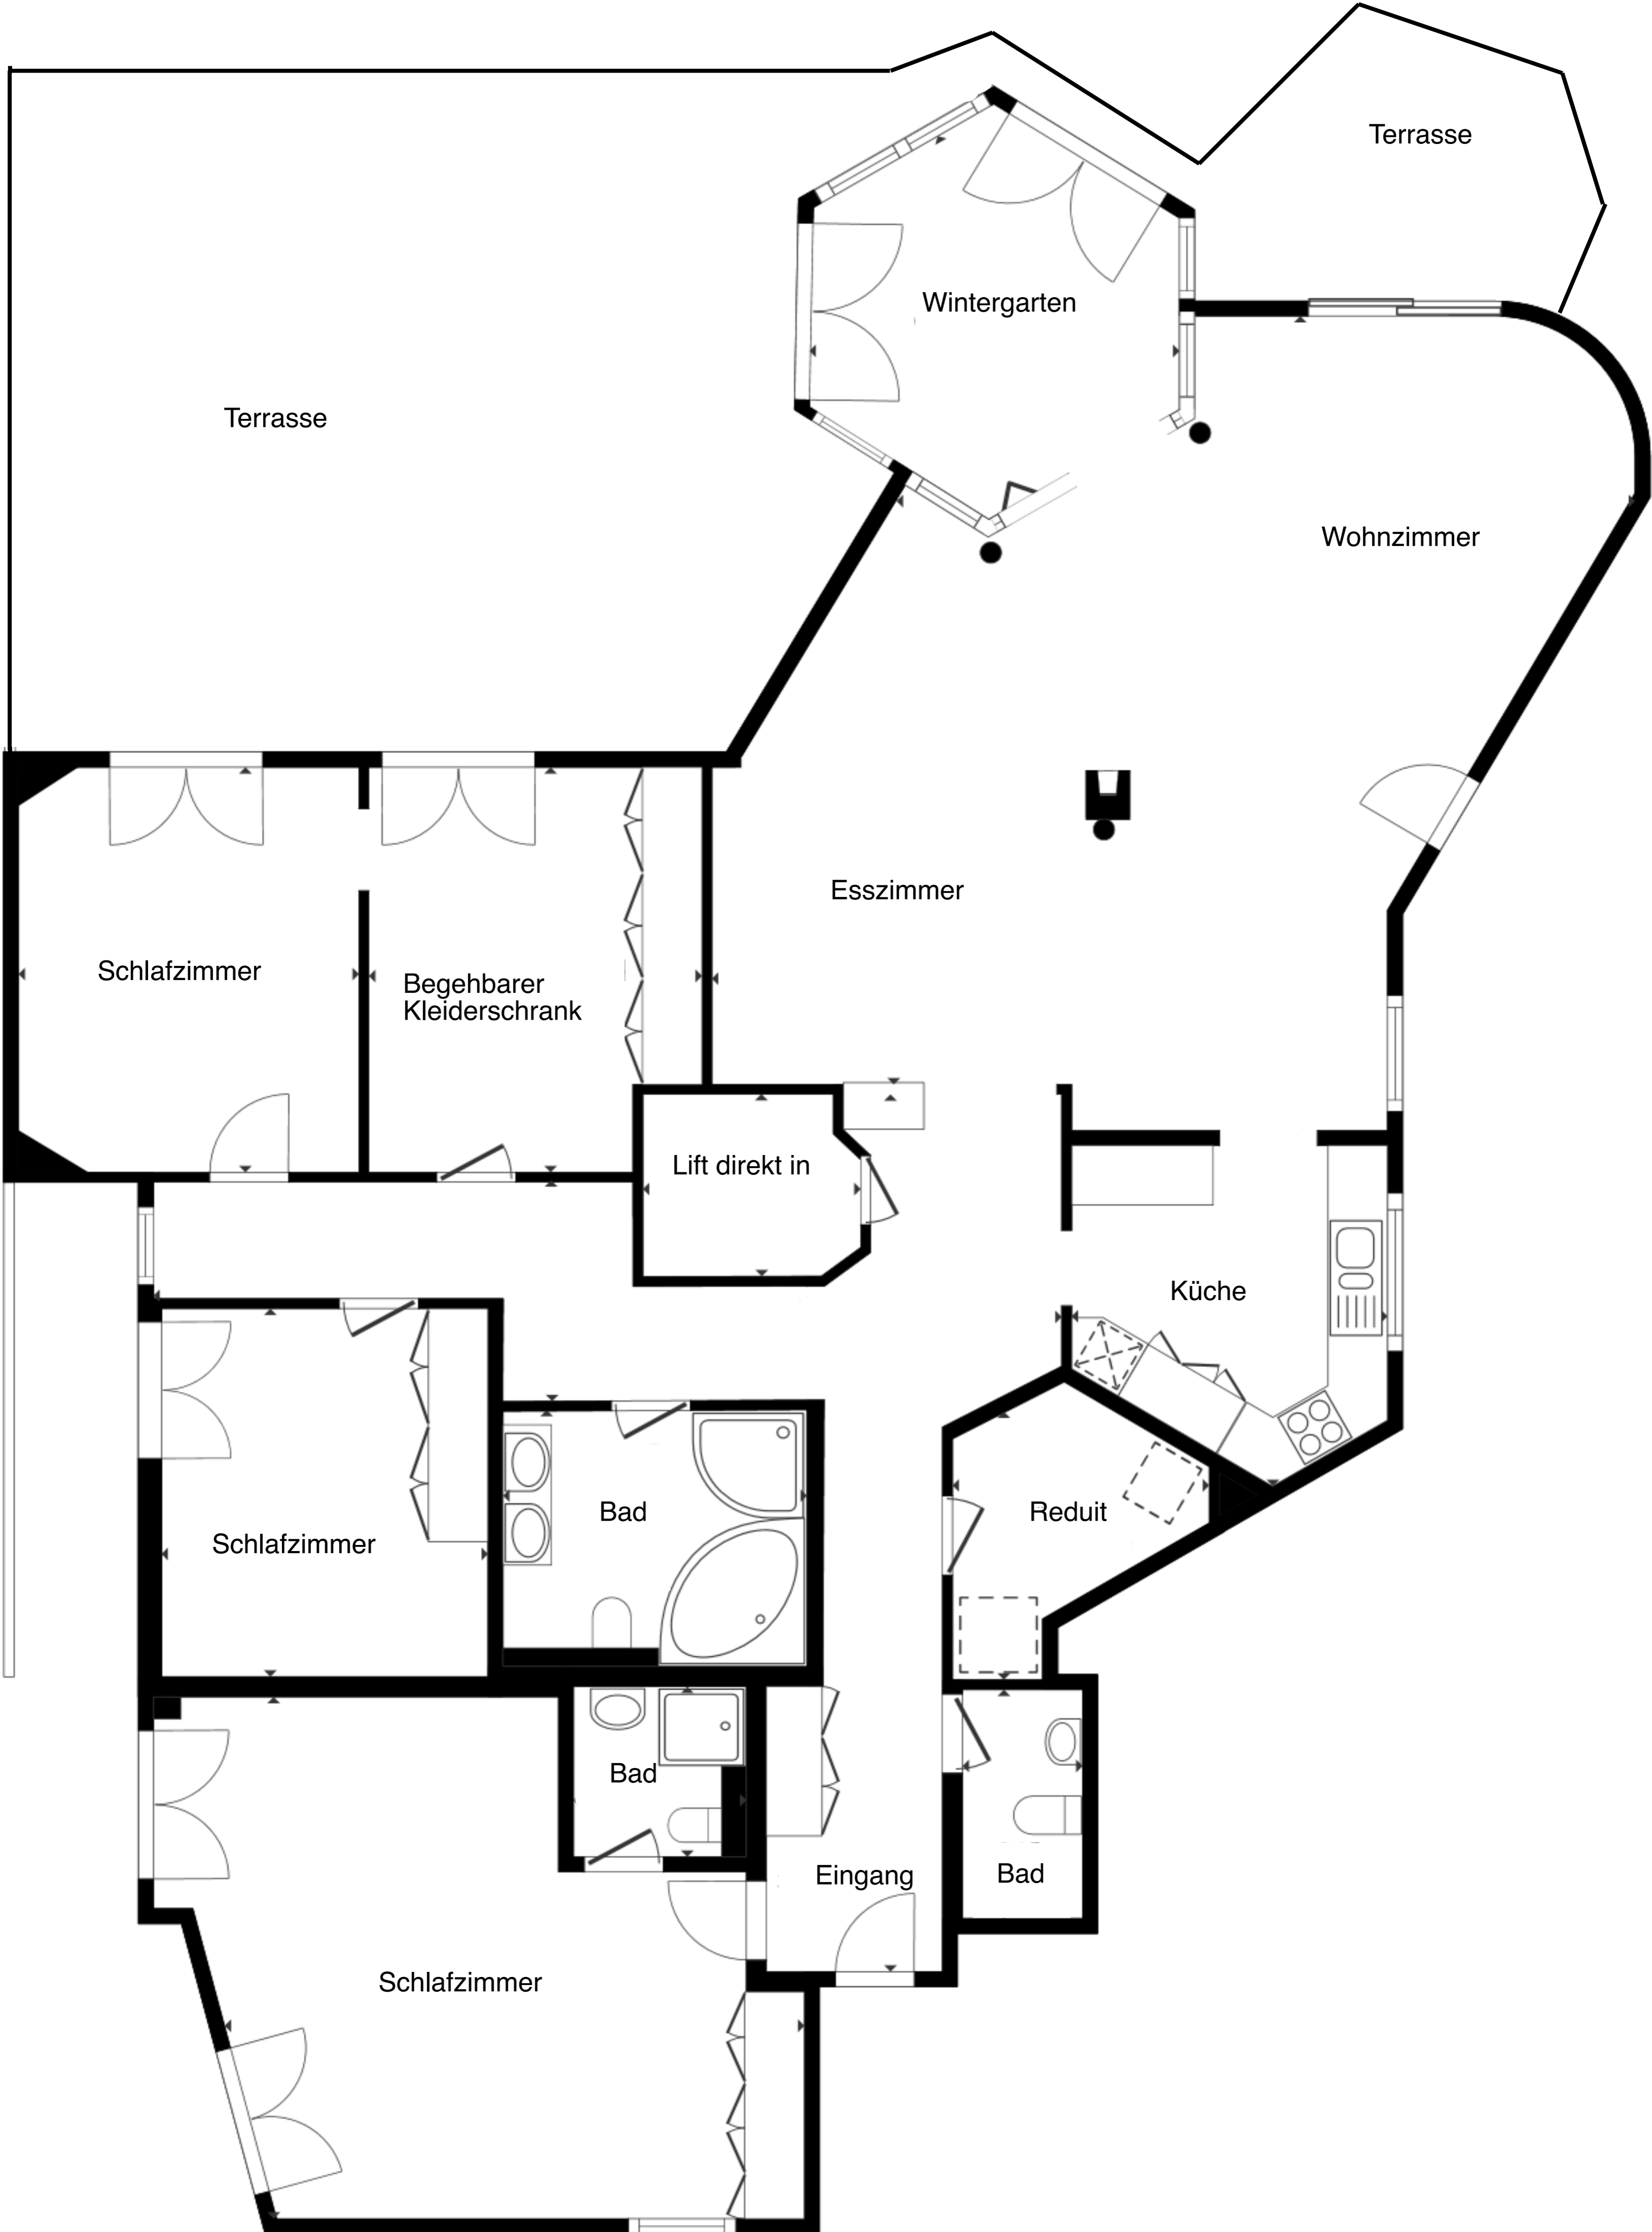 Terrasse
Wintergarten
Terrasse
Wohnzimmer
Esszimmer
Schlafzimmer
Begehbarer
Kleiderschrank
Lift direkt in
Küche
Schlafzimmer
Bad
Reduit
Bad
Eingang
Bad
Schlafzimmer